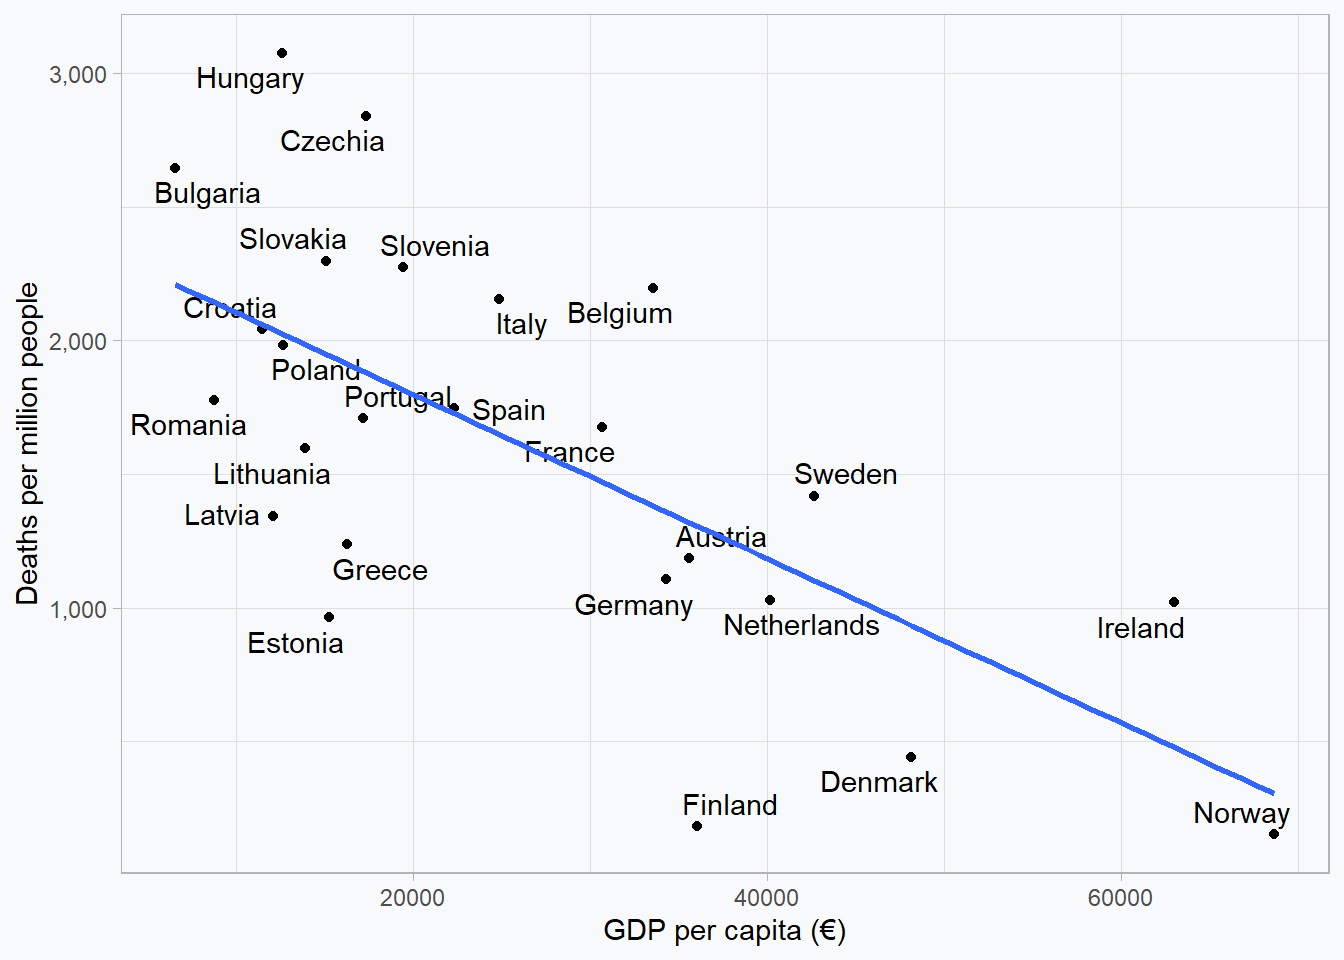 3,000
2,000
1,000
Deaths per million people
Hungary
Czechia
Bulgaria
Slovakia
Slovenia
Croatia
Italy
Belgium
Poland
Portugal
Spain
Romania
France
Lithuania
Sweden
Latvia
Austria
Greece
Germany
Netherlands
Ireland
Estonia
Denmark
Finland
Norway
20000
40000
60000
GDP per capita (€)